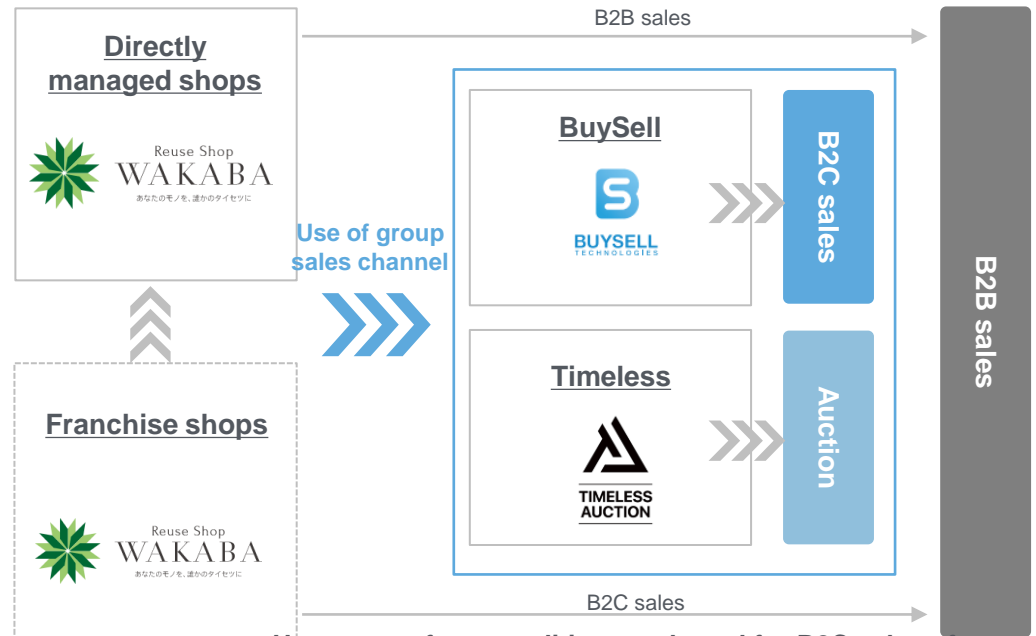 B2B sales
Directly
managed shops
Reuse Shop
WAKABA
あなたのモノを、誰かのタイセツに
Use of group
sales channel
BuySell
BUYSELL
TECHNOLOGIES
B2C sales
Timeless
TIMELESS
AUCTION
Auction
B2B sales
Franchise shops
Reuse Shop
WAKABA
あなたのモノを、誰かのタイセツに
B2C sales